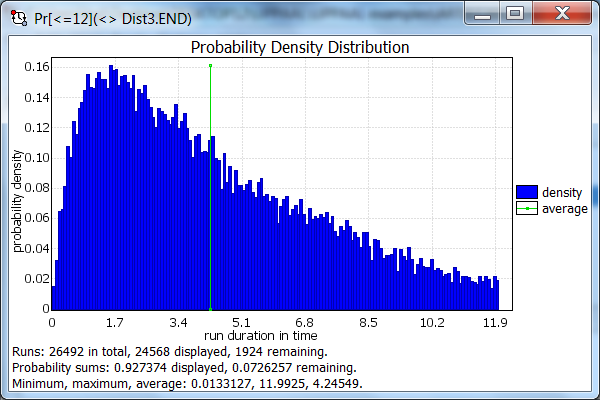 Pr[<=12](<> Dist3.END)
Probability Density Distribution
probability density
0.16
0.14
0.12
0.10
0.08
0.06
0.04
0.02
0
0 1.7 3.4 5.1 6.8 8.5 10.2 11.9
run duration in time
density
average
Runs: 26492 in total, 24568 displayed, 1924 remaining.
Probability sums: 0.927374 displayed, 0.0726257 remaining.
Minimum, maximum, average: 0.0133127, 11.9925, 4.24549.